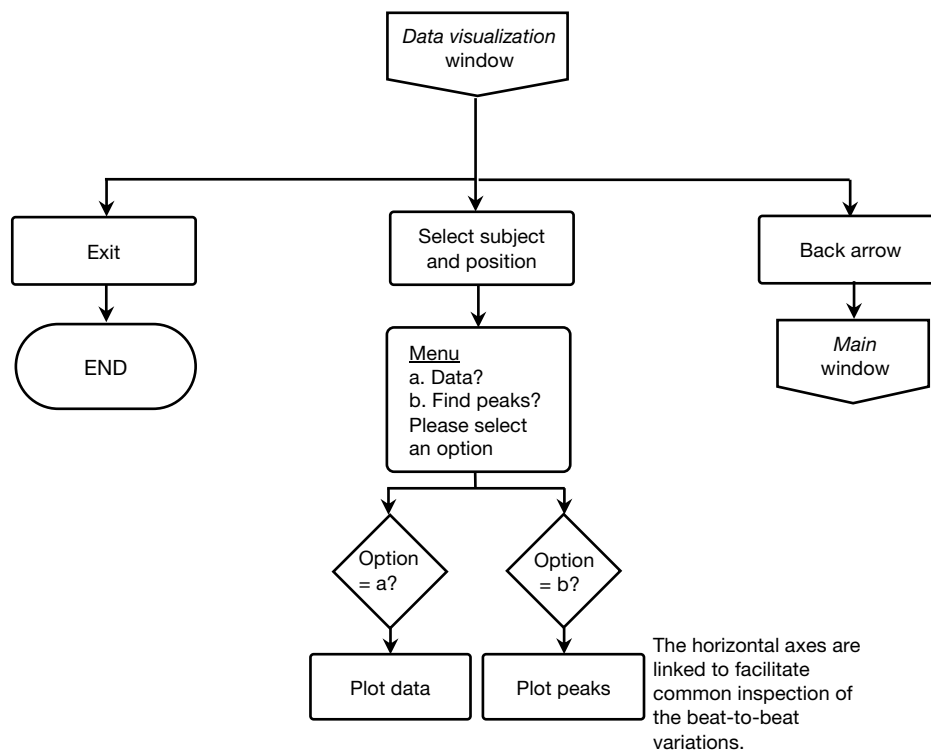 Data visualization
window
Exit
Select subject
and position
Back arrow
END
Menu
a. Data?
b. Find peaks?
Please select
an option
Main
window
Option
= a?
Option
= b?
Plot data
Plot peaks
The horizontal axes are
linked to facilitate
common inspection of
the beat-to-beat
variations.